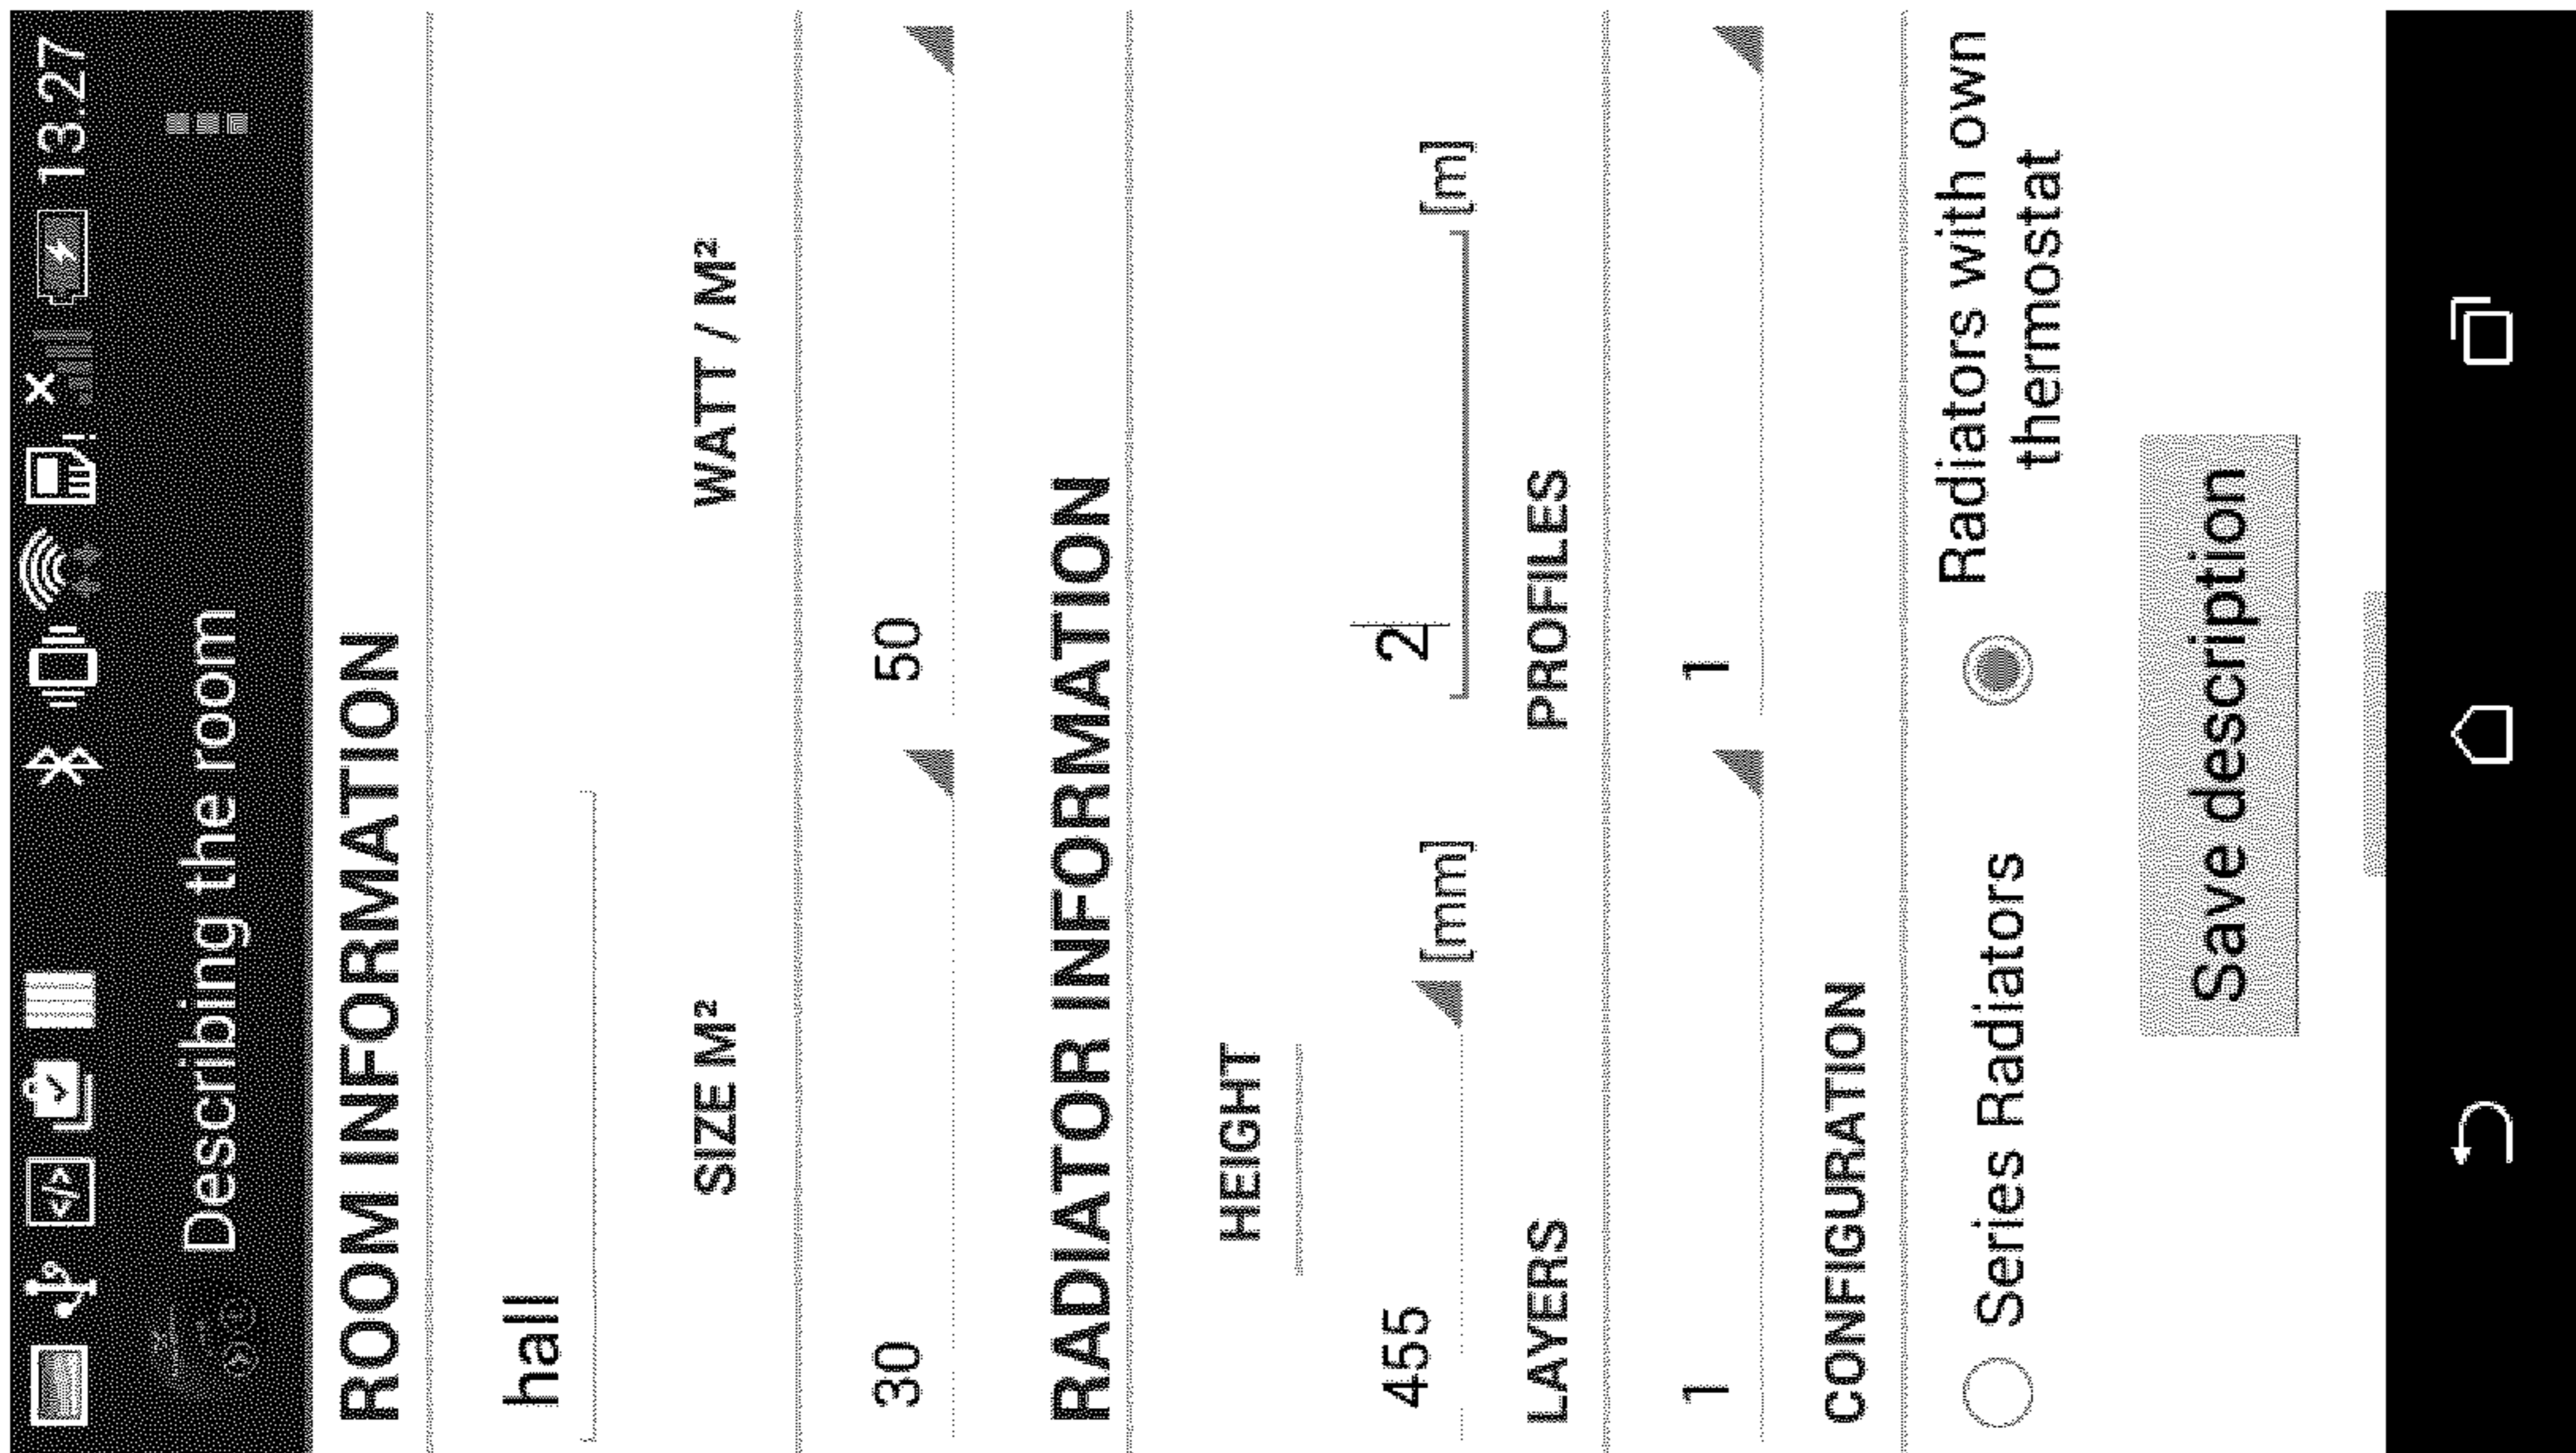 13.27
Describing the room
ROOM INFORMATION
hall
SIZE M² WATT / M²
30 50
RADIATOR INFORMATION
HEIGHT
455 [mm] 2 [m]
LAYERS PROFILES
1 1
CONFIGURATION
Series Radiators Radiators with own
thermostat
Save description